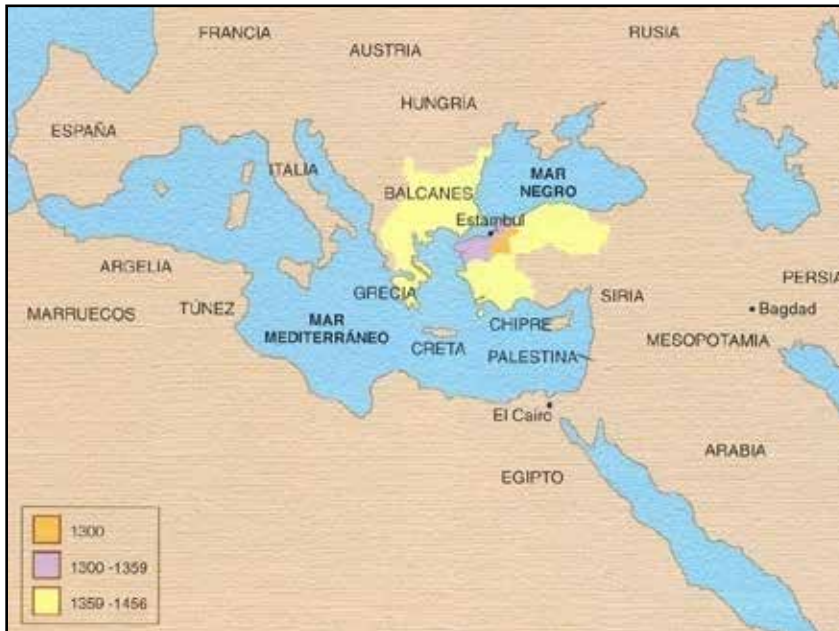 FRANCIA
AUSTRIA
RUSIA
HUNGRIA
ESPAÑA
ITALIA
BALCANES
MAR
NEGRO
Estambul
ARGELIA
GRECIA
SIRIA
PERSIA
MARRUECOS
TÚNEZ
MAR
MEDITERRÁNEO
CHIPRE
Bagdad
CRETA
PALESTINA
MESOPOTAMIA
El Cairo
EGIPTO
ARABIA
1300
1300 -1359
1359 -1456